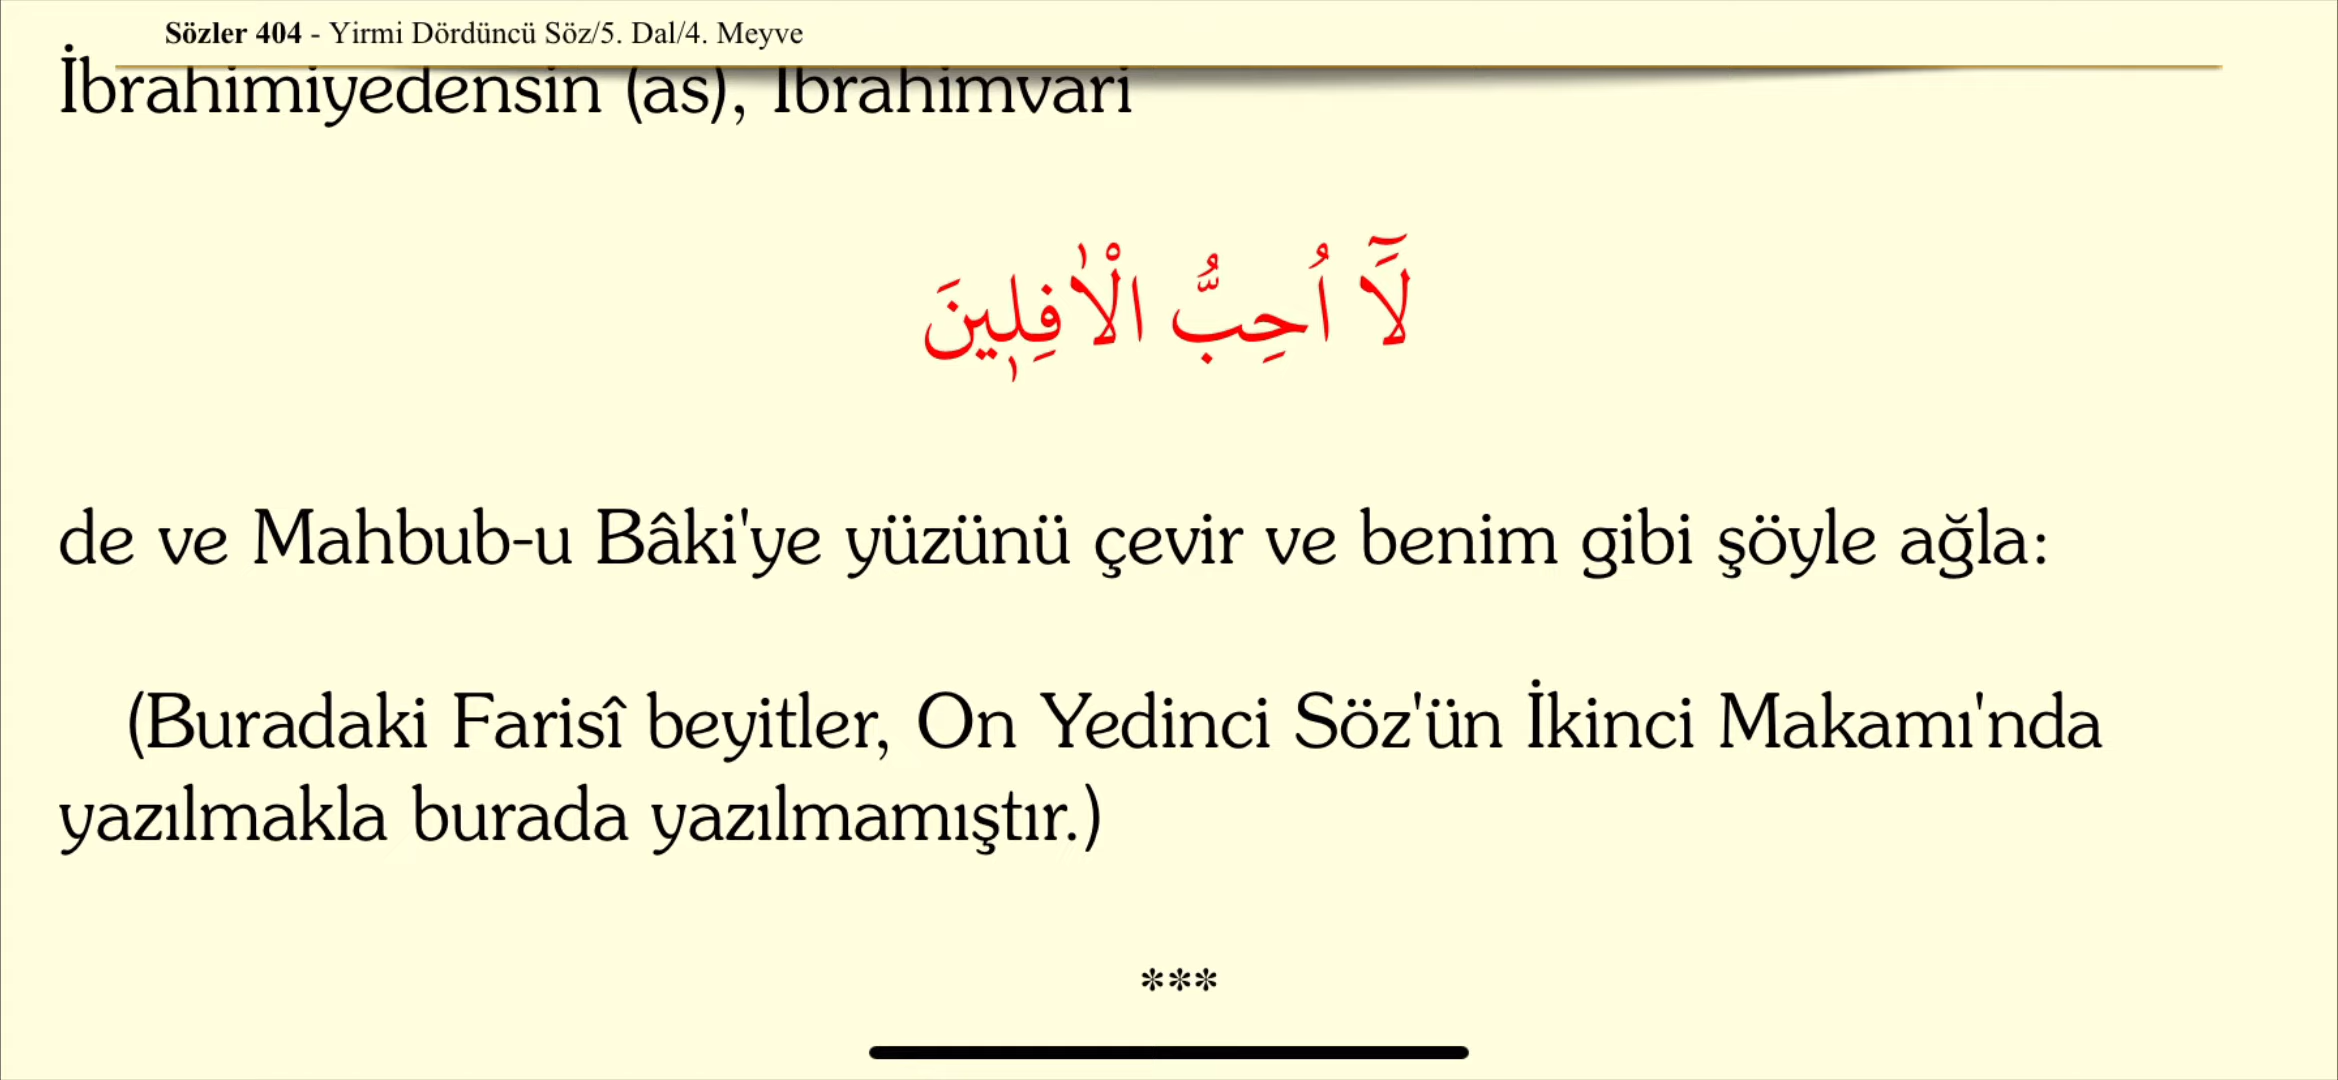 Sözler 404 - Yirmi Dördüncü Söz/5. Dal/4. Meyve
İbrahimiyedensin (as), İbrahimvari
لَٓا اُحِبُّ الْاٰفِلٖينَ
de ve Mahbub-u Bâki'ye yüzünü çevir ve benim gibi şöyle ağla:
(Buradaki Farisî beyitler, On Yedinci Söz'ün İkinci Makamı'nda
yazılmakla burada yazılmamıştır.)
***